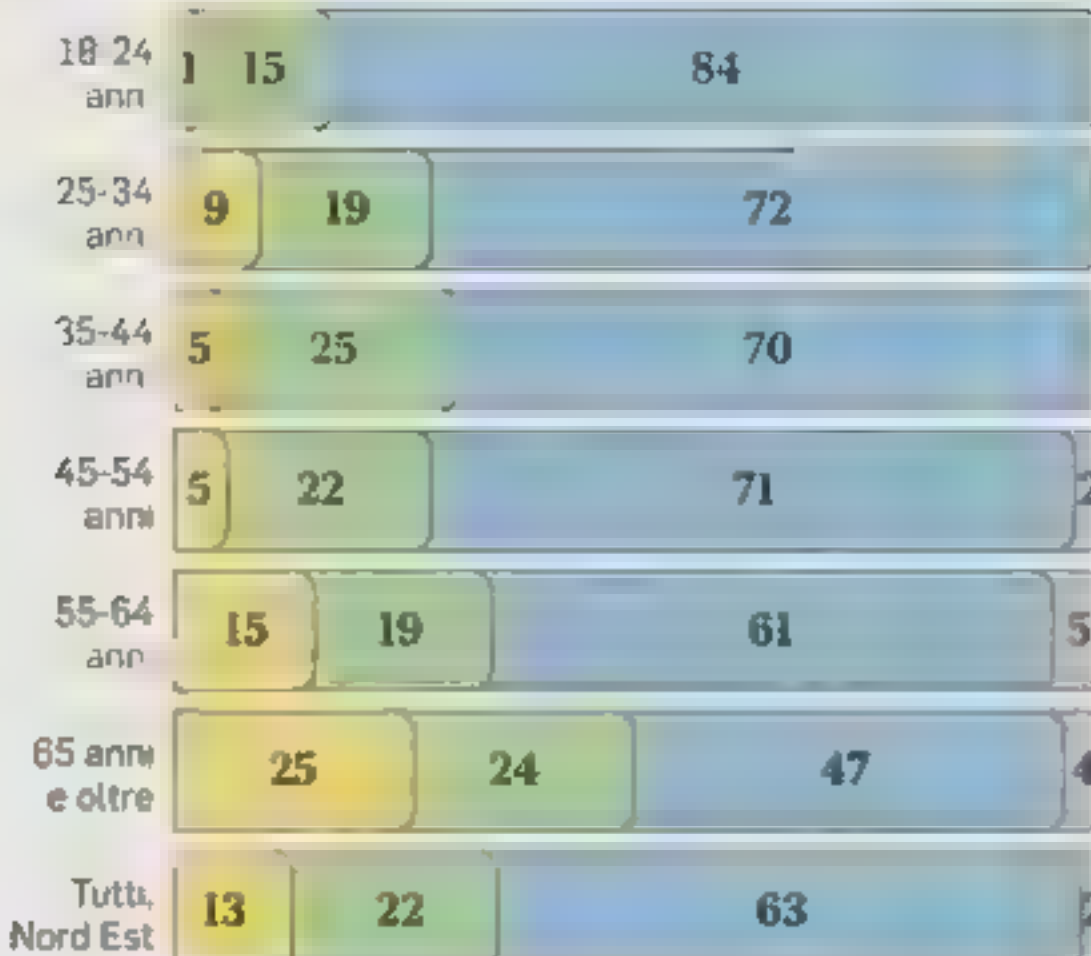 18-24
anni
1 15 84
25-34
anni
9 19 72
35-44
anni
5 25 70
45-54
anni
5 22 71 2
55-64
anni
15 19 61 5
65 anni
e oltre
25 24 47 4
Tutti,
Nord Est
13 22 63